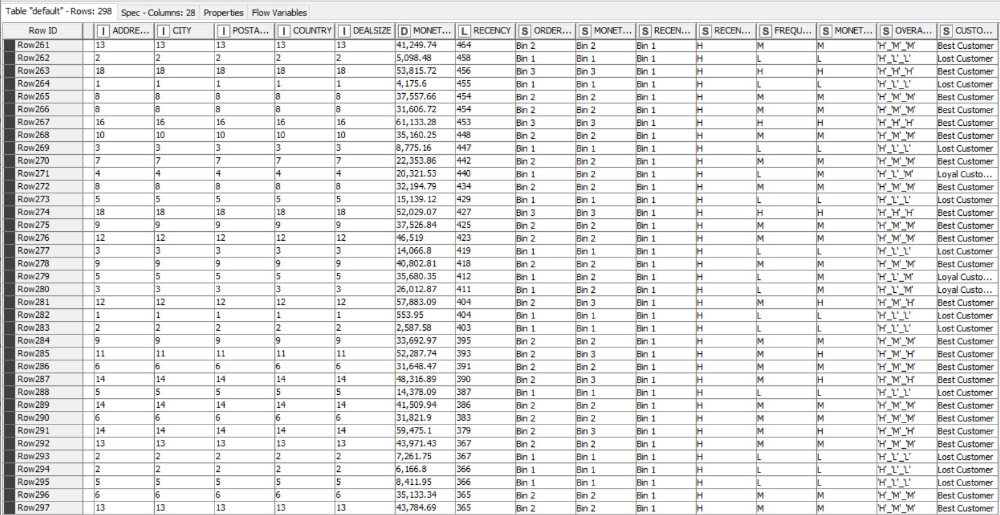 Table "default" - Rows: 298 Spec - Columns: 28 Properties Flow Variables
Row ID I ADDRE... I CITY I POSTA... I COUNTRY I DEALSIZE D MONET... L RECENCY S ORDER... S MONET... S RECEN... S RECEN... S FREQU... S MONET... S OVERA... S CUSTO...
Row261 13 13 13 13 13 41,249.74 464 Bin 2 Bin 2 Bin 1 H M M 'H'_'M'_'M' Best Customer
Row262 2 2 2 2 2 5,098.48 458 Bin 1 Bin 1 Bin 1 H L L 'H'_'L'_'L' Lost Customer
Row263 18 18 18 18 18 53,815.72 456 Bin 3 Bin 3 Bin 1 H H H 'H'_'H'_'H' Best Customer
Row264 1 1 1 1 1 4,175.6 455 Bin 1 Bin 1 Bin 1 H L L 'H'_'L'_'L' Lost Customer
Row265 8 8 8 8 8 37,557.66 454 Bin 2 Bin 2 Bin 1 H M M 'H'_'M'_'M' Best Customer
Row266 8 8 8 8 8 31,606.72 454 Bin 2 Bin 2 Bin 1 H M M 'H'_'M'_'M' Best Customer
Row267 16 16 16 16 16 61,133.28 453 Bin 3 Bin 3 Bin 1 H H H 'H'_'H'_'H' Best Customer
Row268 10 10 10 10 10 35,160.25 448 Bin 2 Bin 2 Bin 1 H M M 'H'_'M'_'M' Best Customer
Row269 3 3 3 3 3 8,775.16 447 Bin 1 Bin 1 Bin 1 H L L 'H'_'L'_'L' Lost Customer
Row270 7 7 7 7 7 22,353.86 442 Bin 2 Bin 2 Bin 1 H M M 'H'_'M'_'M' Best Customer
Row271 4 4 4 4 4 20,321.53 440 Bin 1 Bin 2 Bin 1 H L M 'H'_'L'_'M' Loyal Custo...
Row272 8 8 8 8 8 32,194.79 434 Bin 2 Bin 2 Bin 1 H M M 'H'_'M'_'M' Best Customer
Row273 5 5 5 5 5 15,139.12 429 Bin 1 Bin 1 Bin 1 H L L 'H'_'L'_'L' Lost Customer
Row274 18 18 18 18 18 52,029.07 427 Bin 3 Bin 3 Bin 1 H H H 'H'_'H'_'H' Best Customer
Row275 9 9 9 9 9 37,526.84 425 Bin 2 Bin 2 Bin 1 H M M 'H'_'M'_'M' Best Customer
Row276 12 12 12 12 12 46,519 423 Bin 2 Bin 2 Bin 1 H M M 'H'_'M'_'M' Best Customer
Row277 3 3 3 3 3 14,066.8 419 Bin 1 Bin 1 Bin 1 H L L 'H'_'L'_'L' Lost Customer
Row278 9 9 9 9 9 40,802.81 418 Bin 2 Bin 2 Bin 1 H M M 'H'_'M'_'M' Best Customer
Row279 5 5 5 5 5 35,680.35 412 Bin 1 Bin 2 Bin 1 H L M 'H'_'L'_'M' Loyal Custo...
Row280 3 3 3 3 3 26,012.87 411 Bin 1 Bin 2 Bin 1 H L M 'H'_'L'_'M' Loyal Custo...
Row281 12 12 12 12 12 57,883.09 404 Bin 2 Bin 3 Bin 1 H M H 'H'_'M'_'H' Best Customer
Row282 1 1 1 1 1 553.95 404 Bin 1 Bin 1 Bin 1 H L L 'H'_'L'_'L' Lost Customer
Row283 2 2 2 2 2 2,587.58 403 Bin 1 Bin 1 Bin 1 H L L 'H'_'L'_'L' Lost Customer
Row284 9 9 9 9 9 33,692.97 395 Bin 2 Bin 2 Bin 1 H M M 'H'_'M'_'M' Best Customer
Row285 11 11 11 11 11 52,287.74 393 Bin 2 Bin 3 Bin 1 H M H 'H'_'M'_'H' Best Customer
Row286 6 6 6 6 6 31,648.47 391 Bin 2 Bin 2 Bin 1 H M M 'H'_'M'_'M' Best Customer
Row287 14 14 14 14 14 48,316.89 390 Bin 2 Bin 3 Bin 1 H M H 'H'_'M'_'H' Best Customer
Row288 5 5 5 5 5 14,378.09 387 Bin 1 Bin 1 Bin 1 H L L 'H'_'L'_'L' Lost Customer
Row289 14 14 14 14 14 41,509.94 386 Bin 2 Bin 2 Bin 1 H M M 'H'_'M'_'M' Best Customer
Row290 6 6 6 6 6 31,821.9 383 Bin 2 Bin 2 Bin 1 H M M 'H'_'M'_'M' Best Customer
Row291 14 14 14 14 14 59,475.1 379 Bin 2 Bin 3 Bin 1 H M H 'H'_'M'_'H' Best Customer
Row292 13 13 13 13 13 43,971.43 367 Bin 2 Bin 2 Bin 1 H M M 'H'_'M'_'M' Best Customer
Row293 2 2 2 2 2 7,261.75 367 Bin 1 Bin 1 Bin 1 H L L 'H'_'L'_'L' Lost Customer
Row294 2 2 2 2 2 6,166.8 366 Bin 1 Bin 1 Bin 1 H L L 'H'_'L'_'L' Lost Customer
Row295 5 5 5 5 5 8,411.95 366 Bin 1 Bin 1 Bin 1 H L L 'H'_'L'_'L' Lost Customer
Row296 6 6 6 6 6 35,133.34 365 Bin 2 Bin 2 Bin 1 H M M 'H'_'M'_'M' Best Customer
Row297 13 13 13 13 13 43,784.69 365 Bin 2 Bin 2 Bin 1 H M M 'H'_'M'_'M' Best Customer